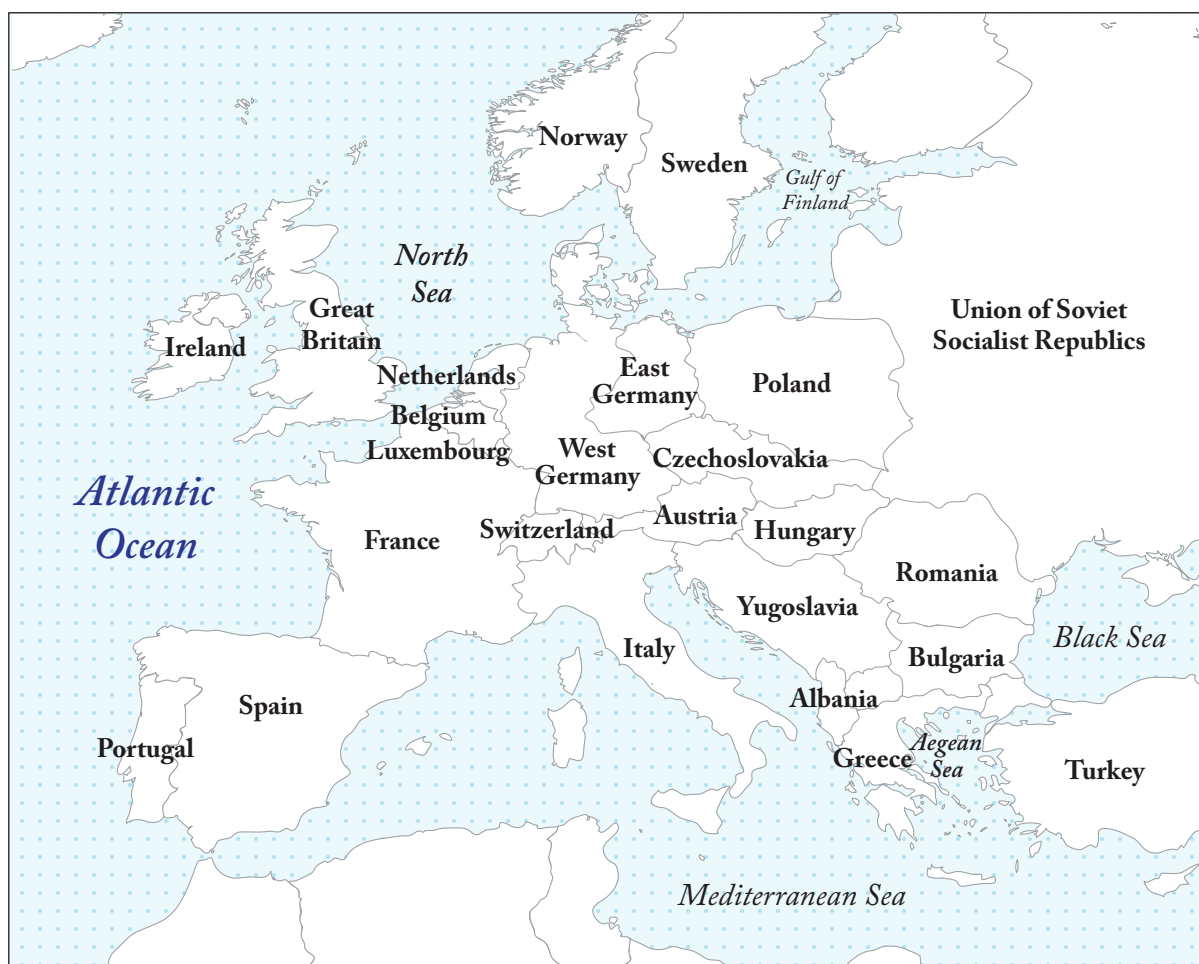 Norway
Sweden
Gulf of
Finland
North
Sea
Great
Britain
Ireland
Union of Soviet
Socialist Republics
Netherlands
East
Germany
Poland
Belgium
Luxembourg
West
Germany
Czechoslovakia
Atlantic
Ocean
France
Switzerland
Austria
Hungary
Romania
Yugoslavia
Italy
Black Sea
Bulgaria
Spain
Albania
Portugal
Greece
Aegean
Sea
Turkey
Mediterranean Sea